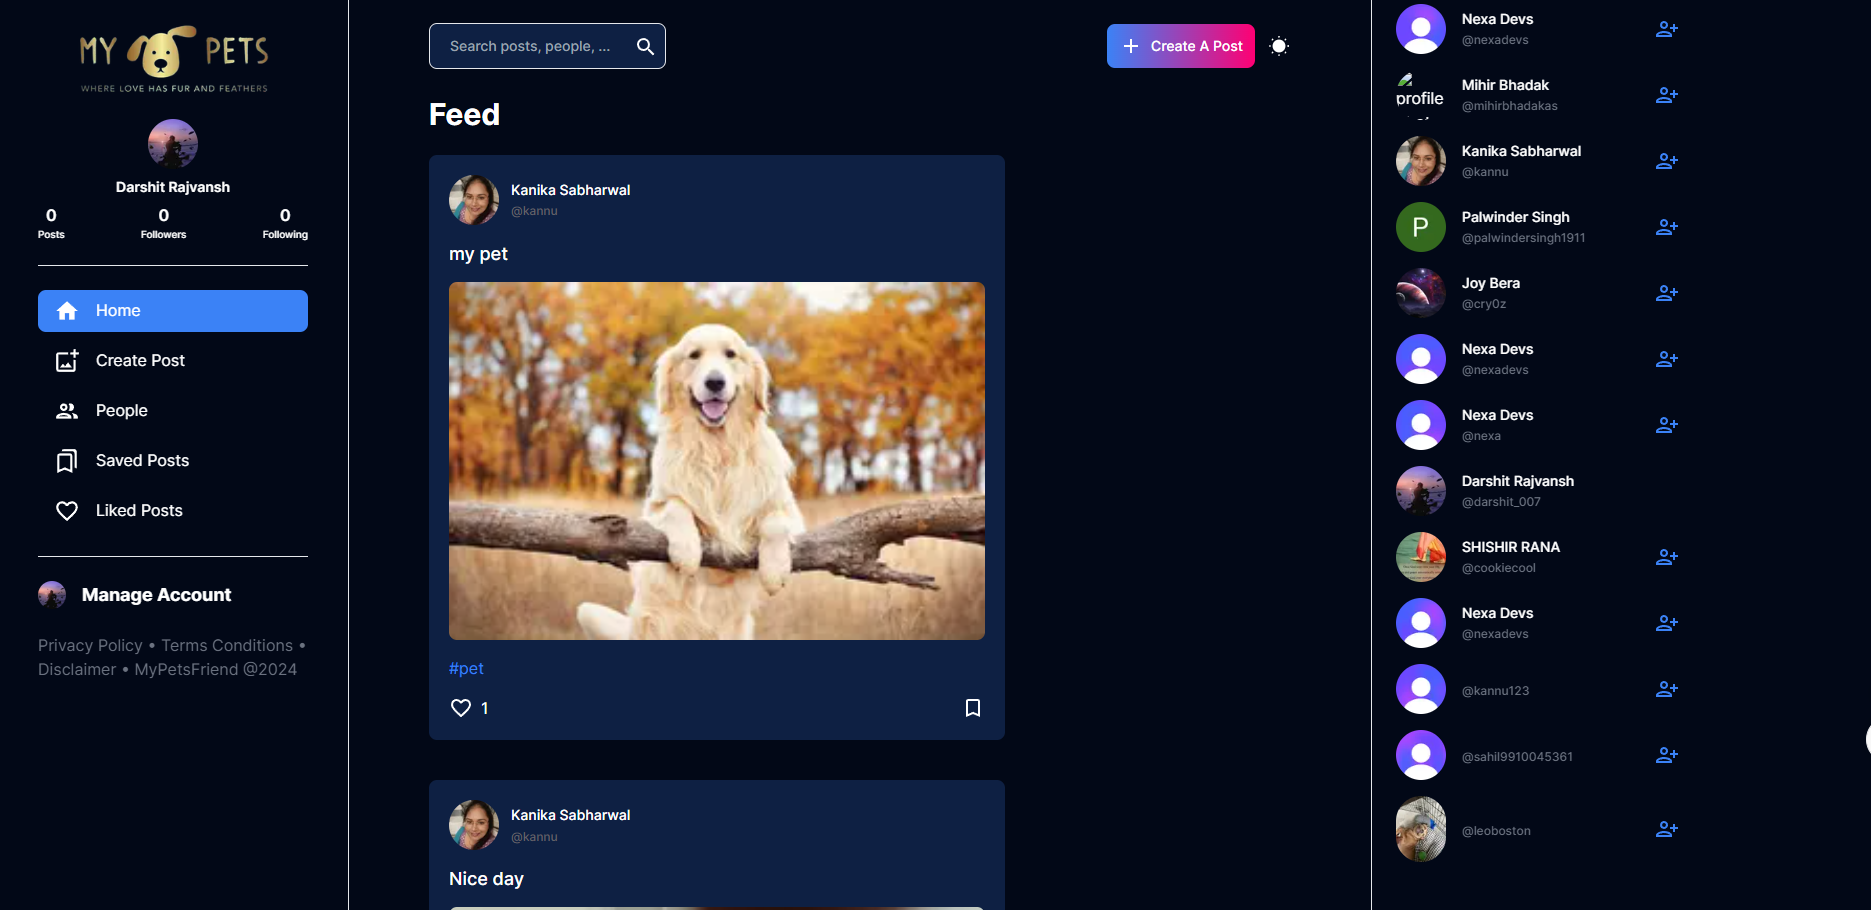 MY PETS
WHERE LOVE HAS FUR AND FEATHERS
Darshit Rajvansh
0 0 0
Posts Followers Following
Home
Create Post
People
Saved Posts
Liked Posts
Manage Account
Privacy Policy • Terms Conditions •
Disclaimer • MyPetsFriend @2024
Search posts, people, ...
Create A Post
Feed
Kanika Sabharwal
@kannu
my pet
#pet
1
Kanika Sabharwal
@kannu
Nice day
Nexa Devs
@nexadevs
profile
Mihir Bhadak
@mihirbhadakas
Kanika Sabharwal
@kannu
P
Palwinder Singh
@palwindersingh1911
Joy Bera
@cry0z
Nexa Devs
@nexadevs
Nexa Devs
@nexa
Darshit Rajvansh
@darshit_007
SHISHIR RANA
@cookiecool
Nexa Devs
@nexadevs
@kannu123
@sahil9910045361
@leoboston